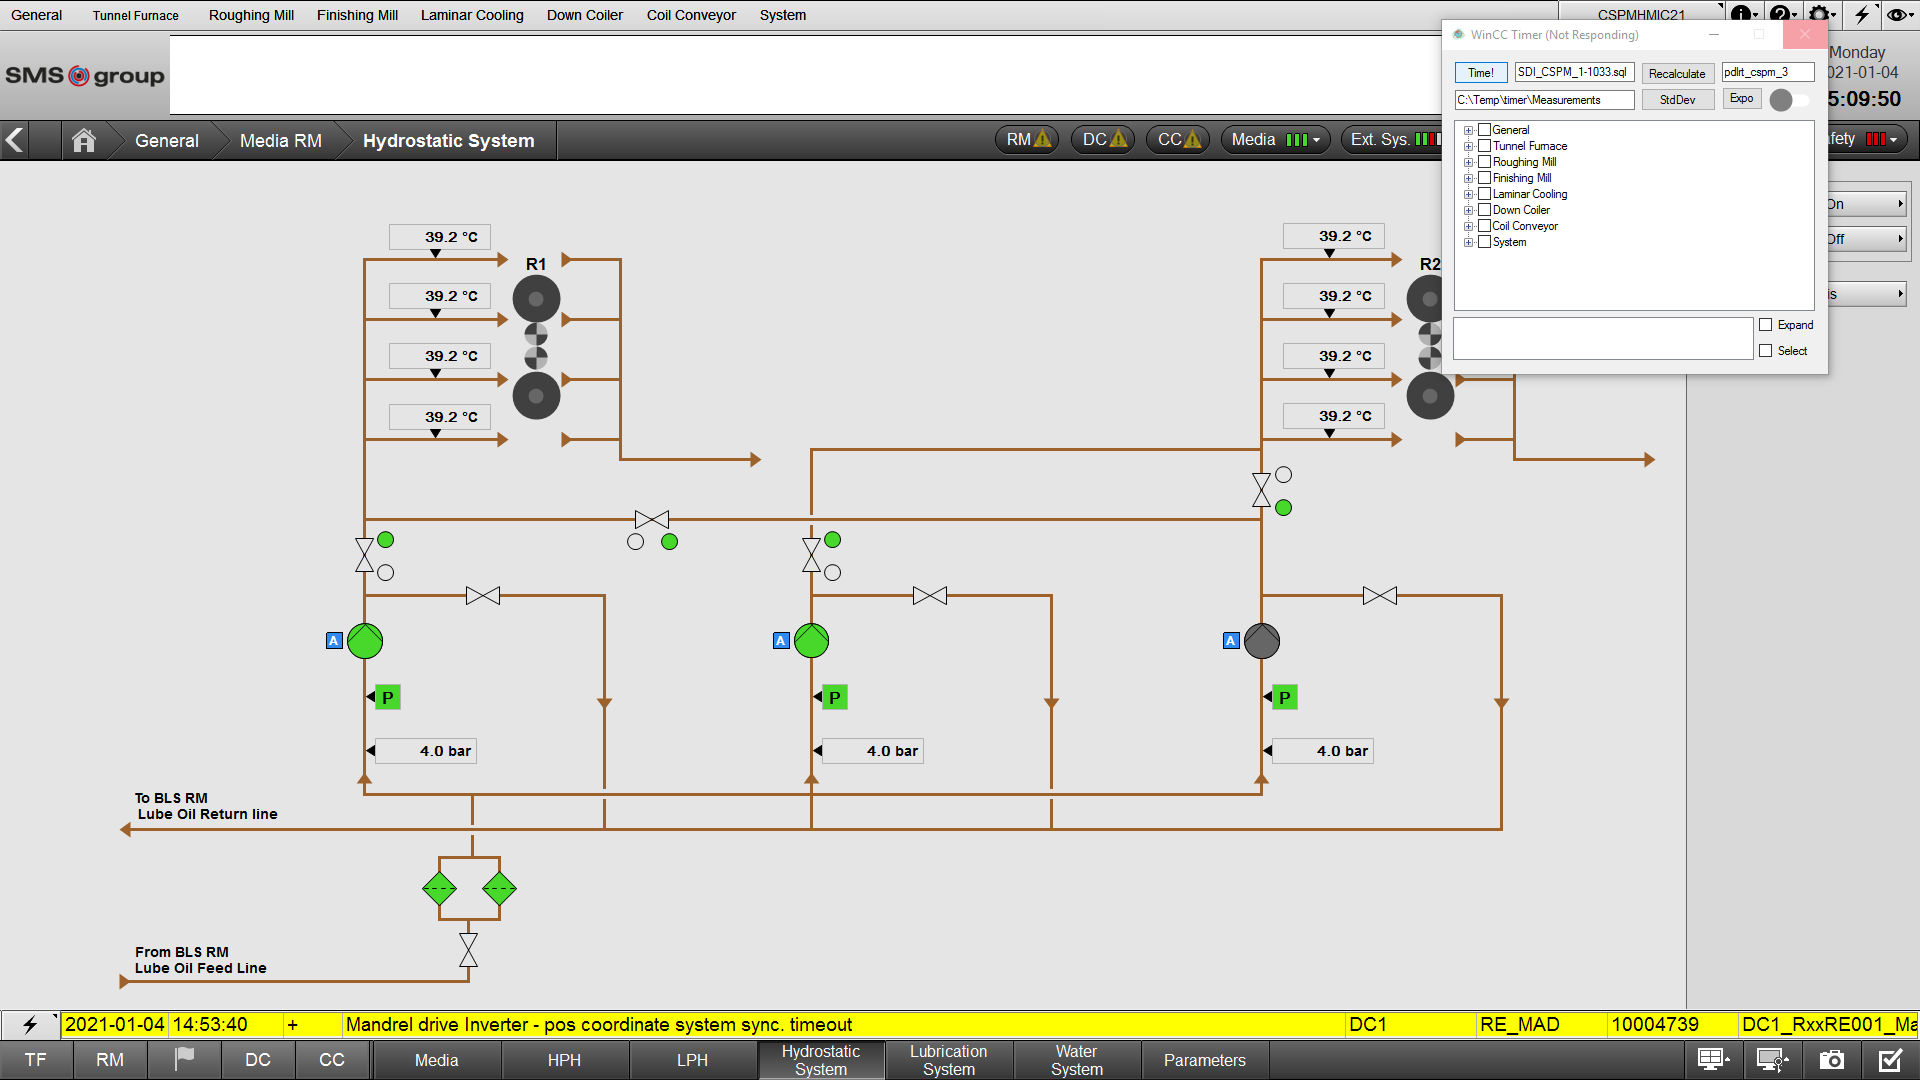 General Tunnel Furnace Roughing Mill Finishing Mill Laminar Cooling Down Coiler Coil Conveyor System CSPMHMIC21
WinCC Timer (Not Responding)
SMS group
Monday
021-01-04
5:09:50
Time! SDI_CSPM_1-1033.sql Recalculate pdlrt_cspm_3
C:\Temp\timer\Measurements StdDev Expo
General
Tunnel Furnace
Roughing Mill
Finishing Mill
Laminar Cooling
Down Coiler
Coil Conveyor
System
Expand
Select
General Media RM Hydrostatic System RM DC CC Media Ext. Sys. fety
On
Off
is
39.2 °C
39.2 °C
39.2 °C
39.2 °C
R1
39.2 °C
39.2 °C
39.2 °C
39.2 °C
R2
A A A
P P P
4.0 bar 4.0 bar 4.0 bar
To BLS RM
Lube Oil Return line
From BLS RM
Lube Oil Feed Line
2021-01-04 14:53:40 + Mandrel drive Inverter - pos coordinate system sync. timeout DC1 RE_MAD 10004739 DC1_RxxRE001_Ma
TF RM DC CC Media HPH LPH Hydrostatic System Lubrication System Water System Parameters